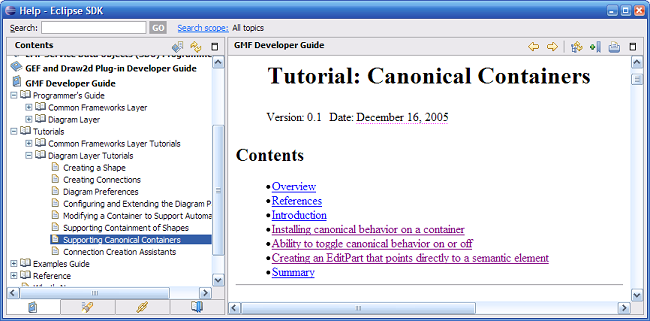 Help - Eclipse SDK
Search: GO Search scope: All topics
Contents
GEF and Draw2d Plug-in Developer Guide
GMF Developer Guide
Programmer's Guide
Common Frameworks Layer
Diagram Layer
Tutorials
Common Frameworks Layer Tutorials
Diagram Layer Tutorials
Creating a Shape
Creating Connections
Diagram Preferences
Configuring and Extending the Diagram P
Modifying a Container to Support Automa
Supporting Containment of Shapes
Supporting Canonical Containers
Connection Creation Assistants
Examples Guide
Reference
GMF Developer Guide
Tutorial: Canonical Containers
Version: 0.1 Date: December 16, 2005
Contents
•Overview
•References
•Introduction
•Installing canonical behavior on a container
•Ability to toggle canonical behavior on or off
•Creating an EditPart that points directly to a semantic element
•Summary